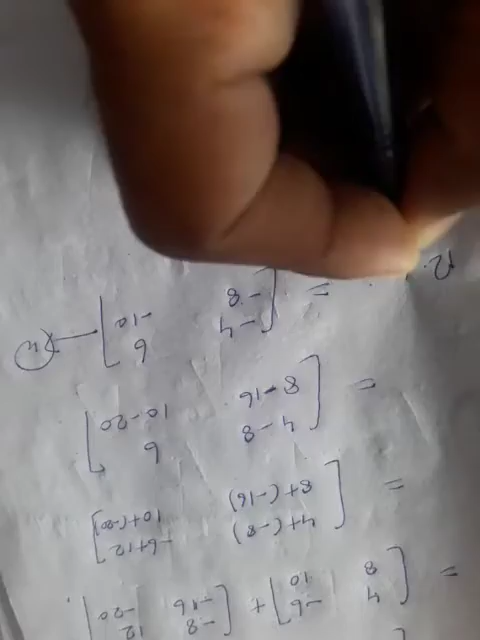 = [ 4 -6 ] + [ -8 12 ]
[ 8 10 ] [ -16 -20 ]
= [ 4+(-8) -6+12 ]
[ 8+(-16) 10+(-20) ]
= [ 4-8 6 ]
[ 8-16 10-20 ]
= [ -4 6 ]
[ -8 -10 ]